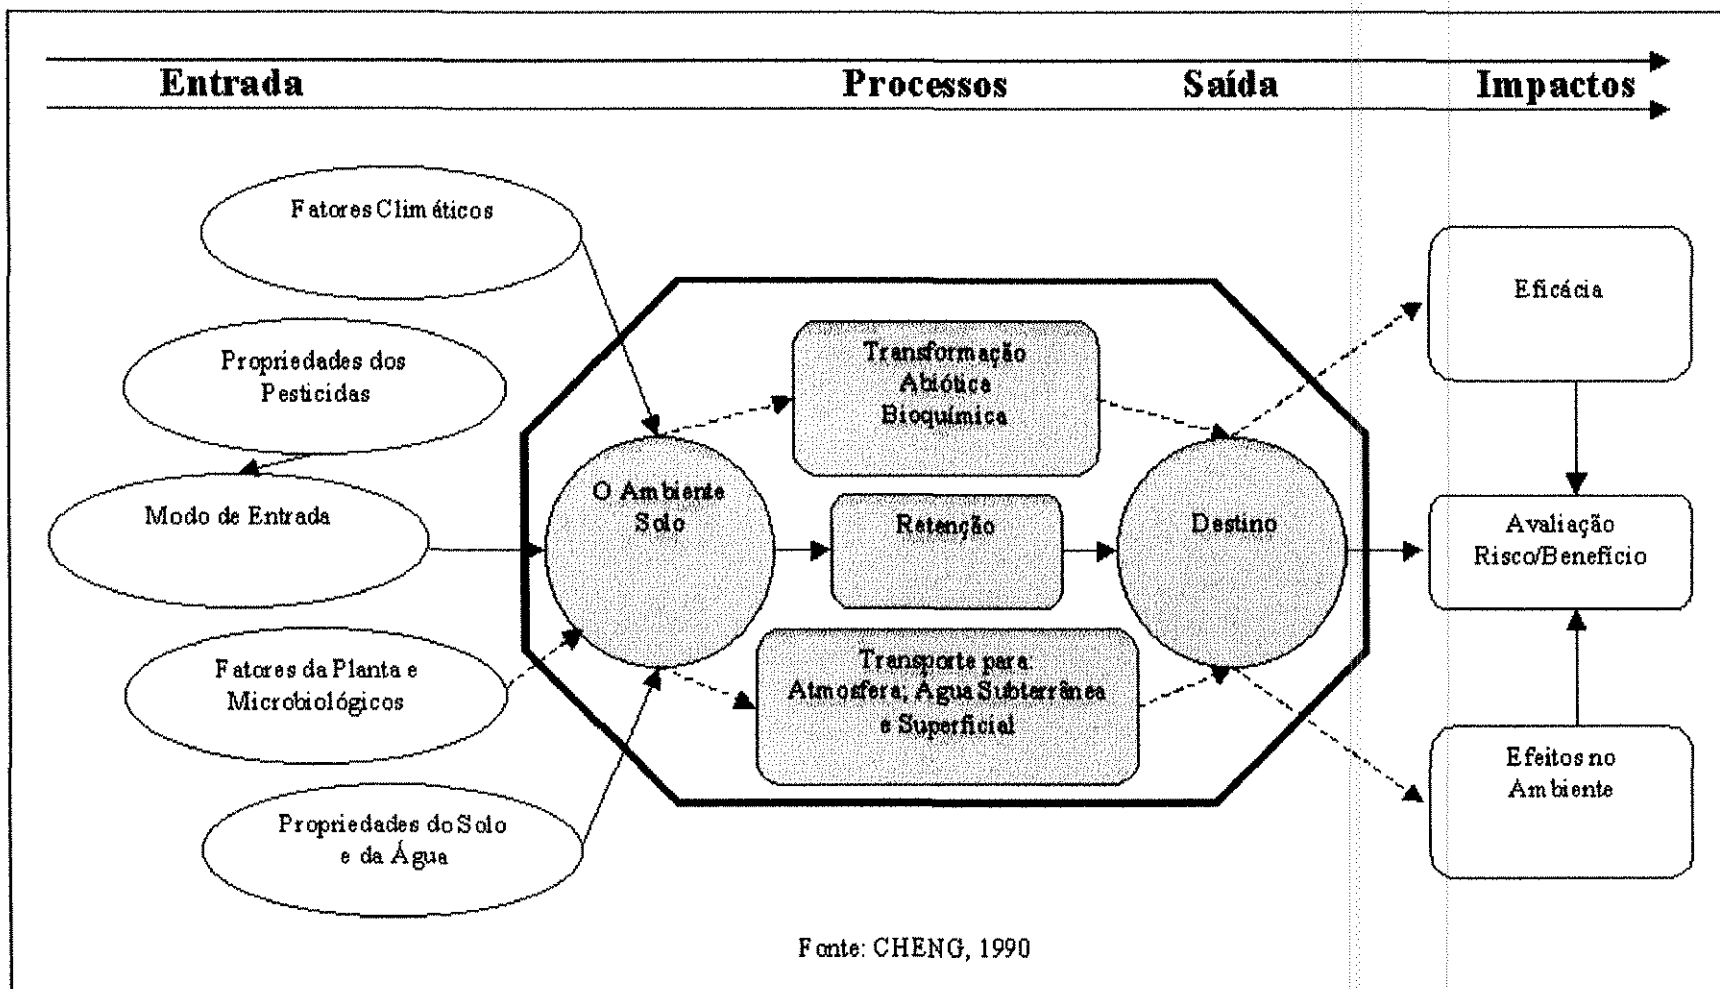 Entrada
Processos
Saída
Impactos
Fatores Climáticos
Propriedades dos
Pesticidas
Modo de Entrada
Fatores da Planta e
Microbiológicos
Propriedades do Solo
e da Água
O Ambiente
Solo
Transformação
Abiótica
Bioquímica
Retenção
Transporte para:
Atmosfera; Água Subterrânea
e Superficial
Destino
Eficácia
Avaliação
Risco/Benefício
Efeitos no
Ambiente
Fonte: CHENG, 1990